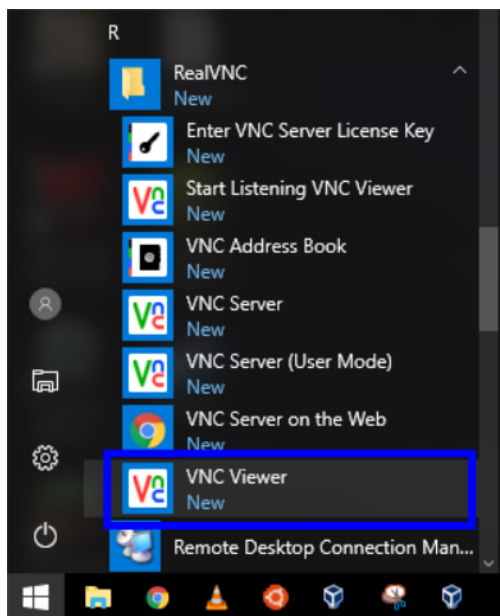 R
RealVNC
New
Enter VNC Server License Key
New
Start Listening VNC Viewer
New
VNC Address Book
New
VNC Server
New
VNC Server (User Mode)
New
VNC Server on the Web
New
VNC Viewer
New
Remote Desktop Connection Man...